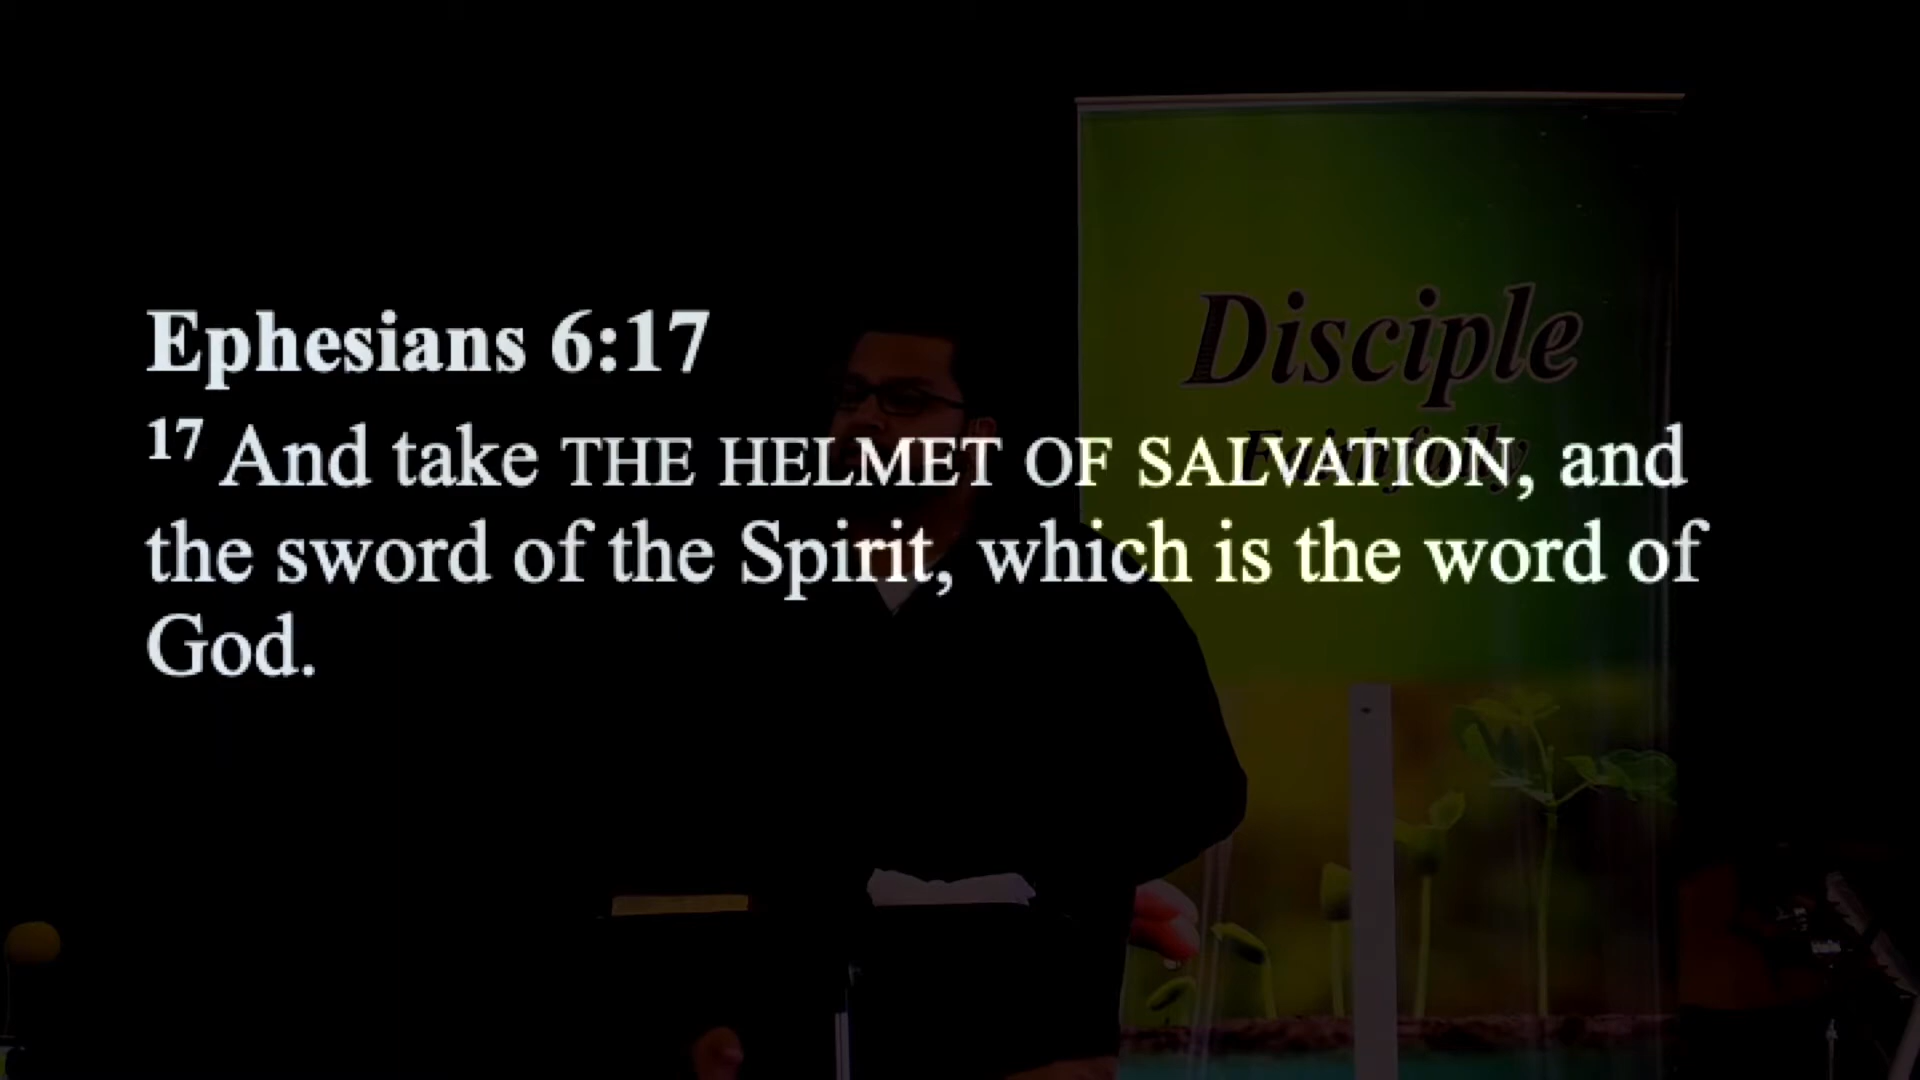 Disciple
Faithfully
Ephesians 6:17
17 And take THE HELMET OF SALVATION, and
the sword of the Spirit, which is the word of
God.